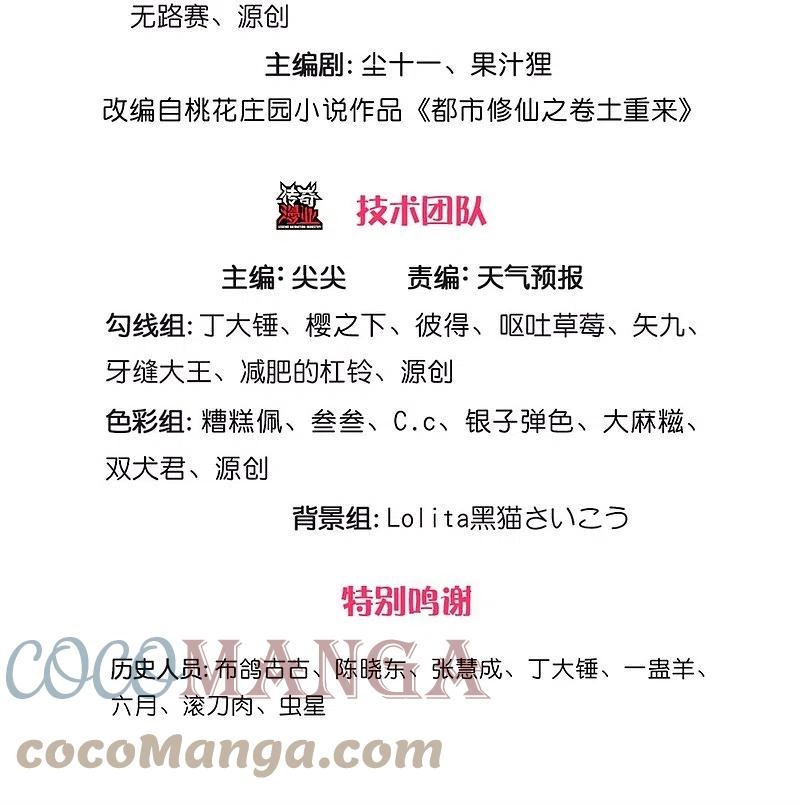 无路赛、源创
主编剧: 尘十一、果汁狸
改编自桃花庄园小说作品《都市修仙之卷土重来》
传奇
漫业
技术团队
主编: 尖尖 责编: 天气预报
勾线组: 丁大锤、樱之下、彼得、呕吐草莓、矢九、
牙缝大王、减肥的杠铃、源创
色彩组: 糟糕佩、叁叁、C.c、银子弹色、大麻糍、
双犬君、源创
背景组: Lolita黑猫さいこう
特别鸣谢
历史人员: 布鸽古古、陈晓东、张慧成、丁大锤、一蛊羊、
六月、滚刀肉、虫星
COCOMANGA
cocoManga.com